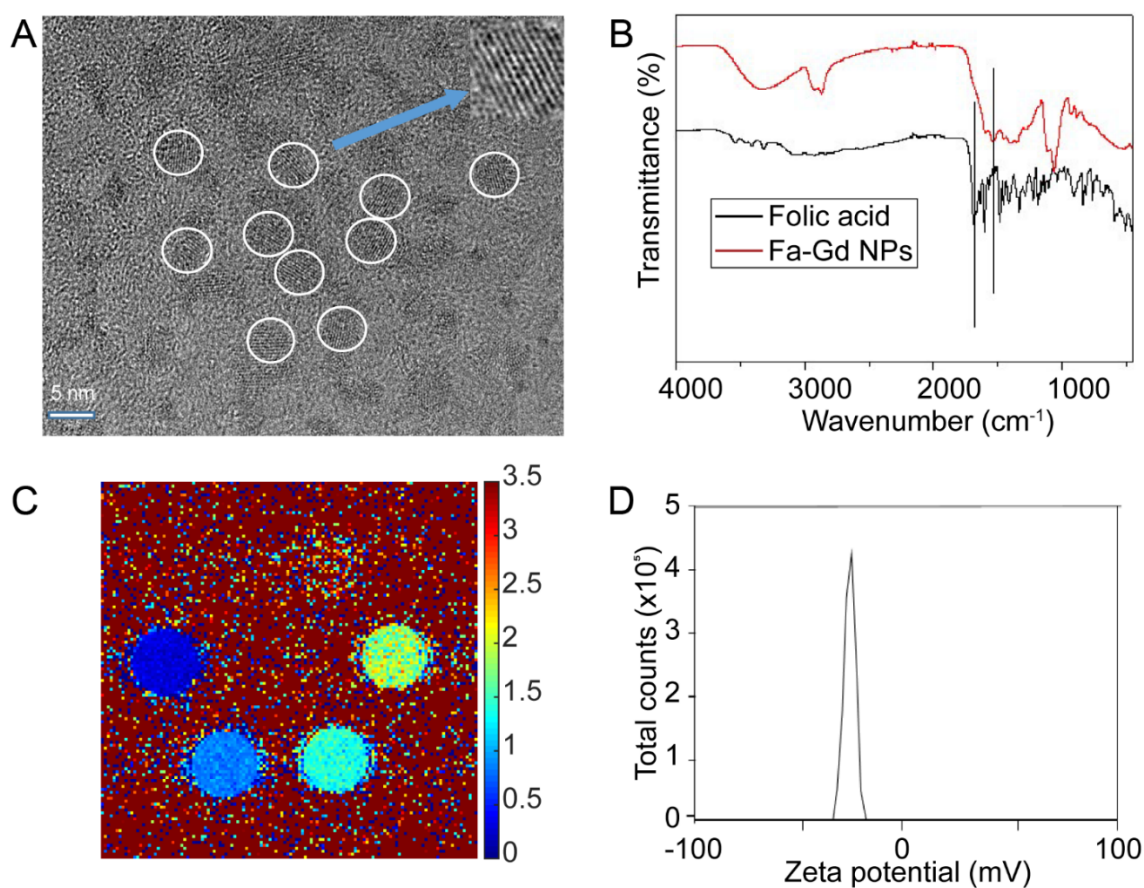 A
5 nm
B
Transmittance (%)
Folic acid
Fa-Gd NPs
4000
3000
2000
1000
Wavenumber (cm⁻¹)
C
3.5
3
2.5
2
1.5
1
0.5
0
D
Total counts (x10⁵)
5
4
3
2
1
0
-100
0
100
Zeta potential (mV)